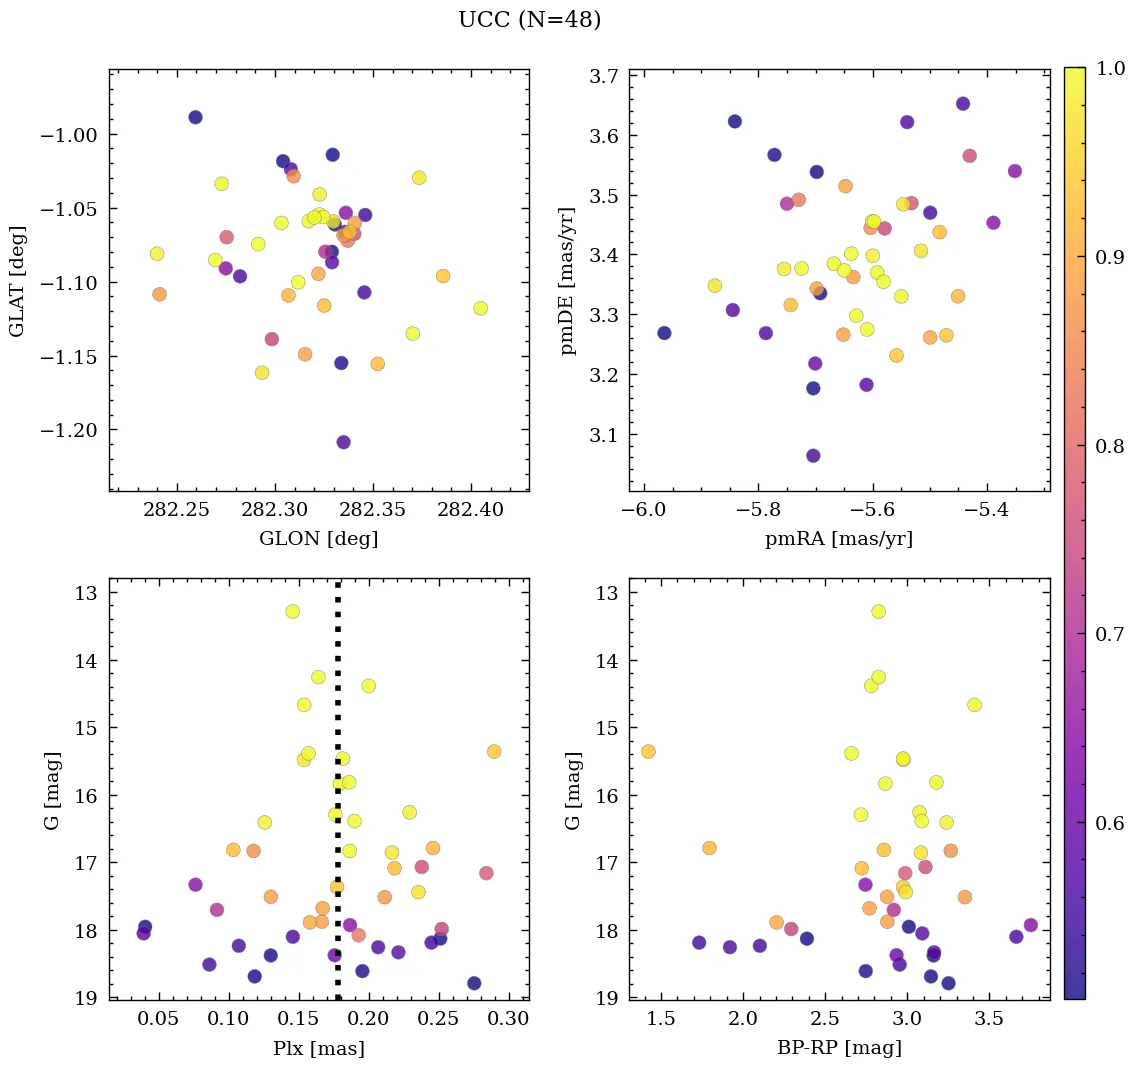 UCC (N=48)
−1.00
−1.05
−1.10
−1.15
−1.20
GLAT [deg]
282.25 282.30 282.35 282.40
GLON [deg]
3.7
3.6
3.5
3.4
3.3
3.2
3.1
pmDE [mas/yr]
−6.0 −5.8 −5.6 −5.4
pmRA [mas/yr]
1.0
0.9
0.8
0.7
0.6
13
14
15
16
17
18
19
G [mag]
0.05 0.10 0.15 0.20 0.25 0.30
Plx [mas]
13
14
15
16
17
18
19
G [mag]
1.5 2.0 2.5 3.0 3.5
BP-RP [mag]